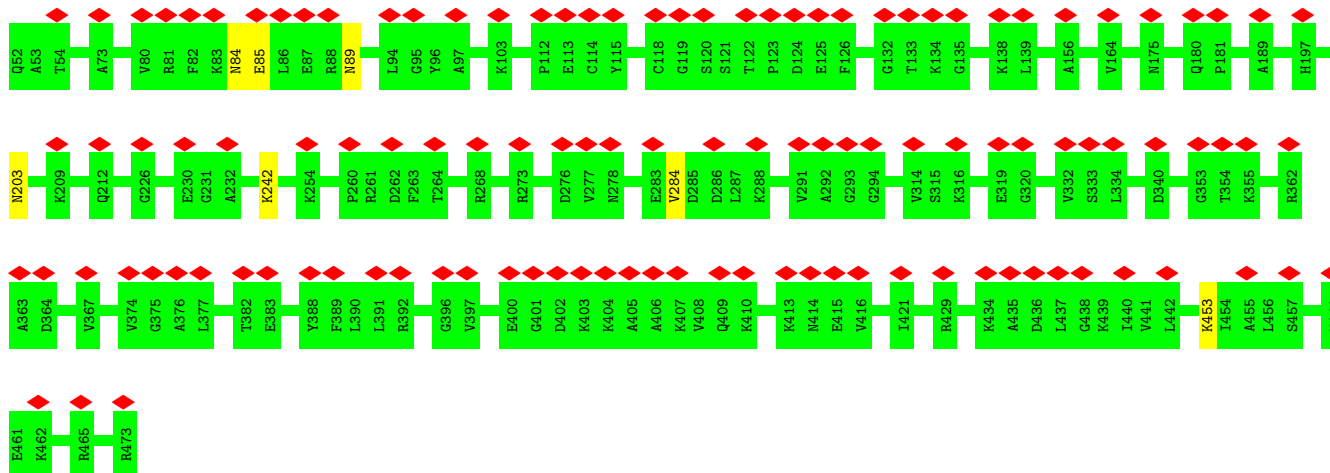 Q52 A53 T54 A73 V80 R81 F82 K83 N84 E85 L86 E87 R88 N89 L94 G95 Y96 A97 K103 P112 E113 C114 Y115 C118 G119 S120 S121 T122 P123 D124 E125 F126 G132 T133 K134 G135 K138 L139 A156 V164 N175 Q180 P181 A189 H197
N203 K209 Q212 G226 E230 G231 A232 K242 K254 P260 R261 D262 F263 T264 R268 R273 D276 V277 N278 E283 V284 D285 D286 L287 K288 V291 A292 G293 G294 V314 S315 K316 E319 G320 V332 S333 L334 D340 G353 T354 K355 R362
A363 D364 V367 V374 G375 A376 L377 T382 E383 Y388 F389 L390 L391 R392 G396 V397 E400 G401 D402 K403 K404 A405 A406 K407 V408 Q409 K410 K413 N414 E415 V416 I421 R429 K434 A435 D436 L437 G438 K439 I440 V441 L442 K453 I454 A455 L456 S457
E461 K462 R465 R473